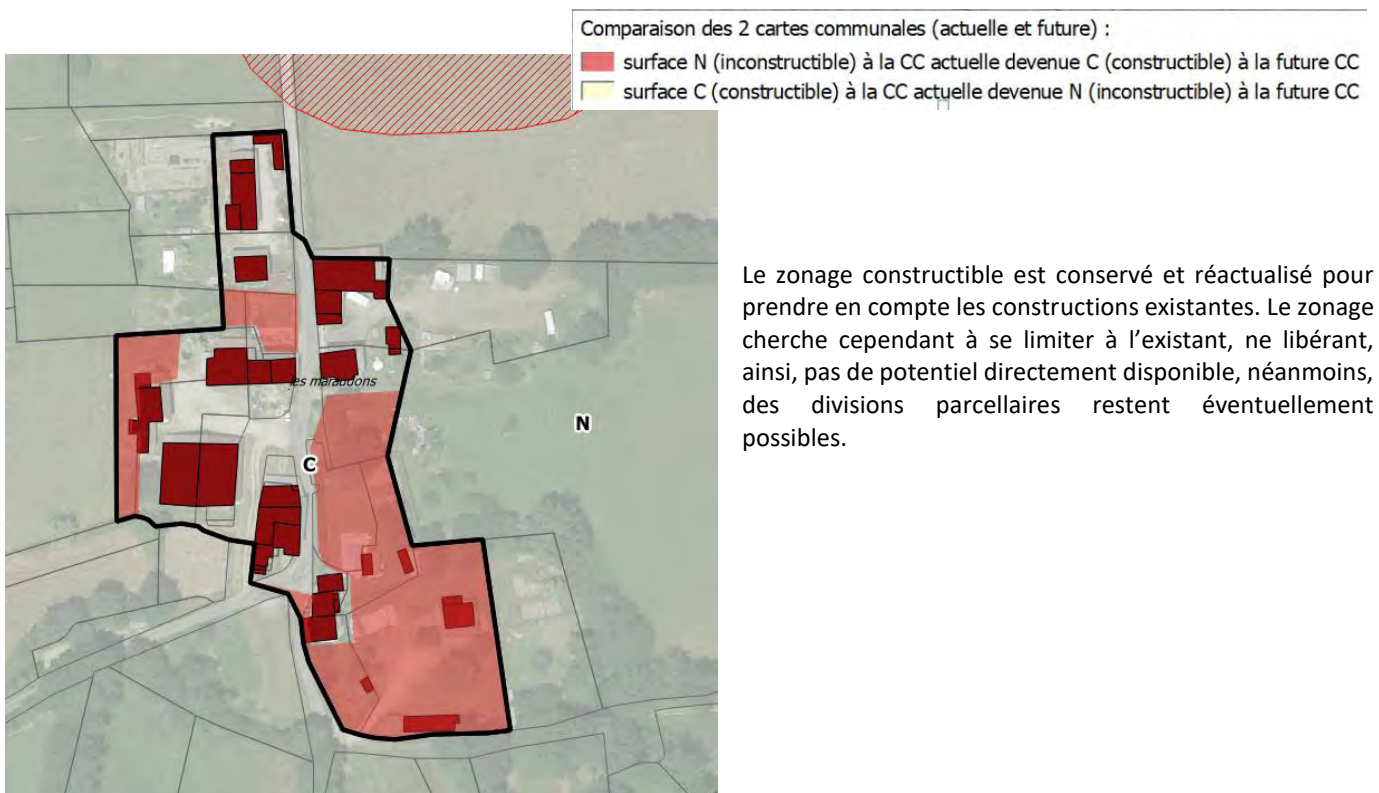 Comparaison des 2 cartes communales (actuelle et future) :
surface N (inconstructible) à la CC actuelle devenue C (constructible) à la future CC
surface C (constructible) à la CC actuelle devenue N (inconstructible) à la future CC
Le zonage constructible est conservé et réactualisé pour
prendre en compte les constructions existantes. Le zonage
cherche cependant à se limiter à l’existant, ne libérant,
ainsi, pas de potentiel directement disponible, néanmoins,
des divisions parcellaires restent éventuellement
possibles.
les maraudons
N
C